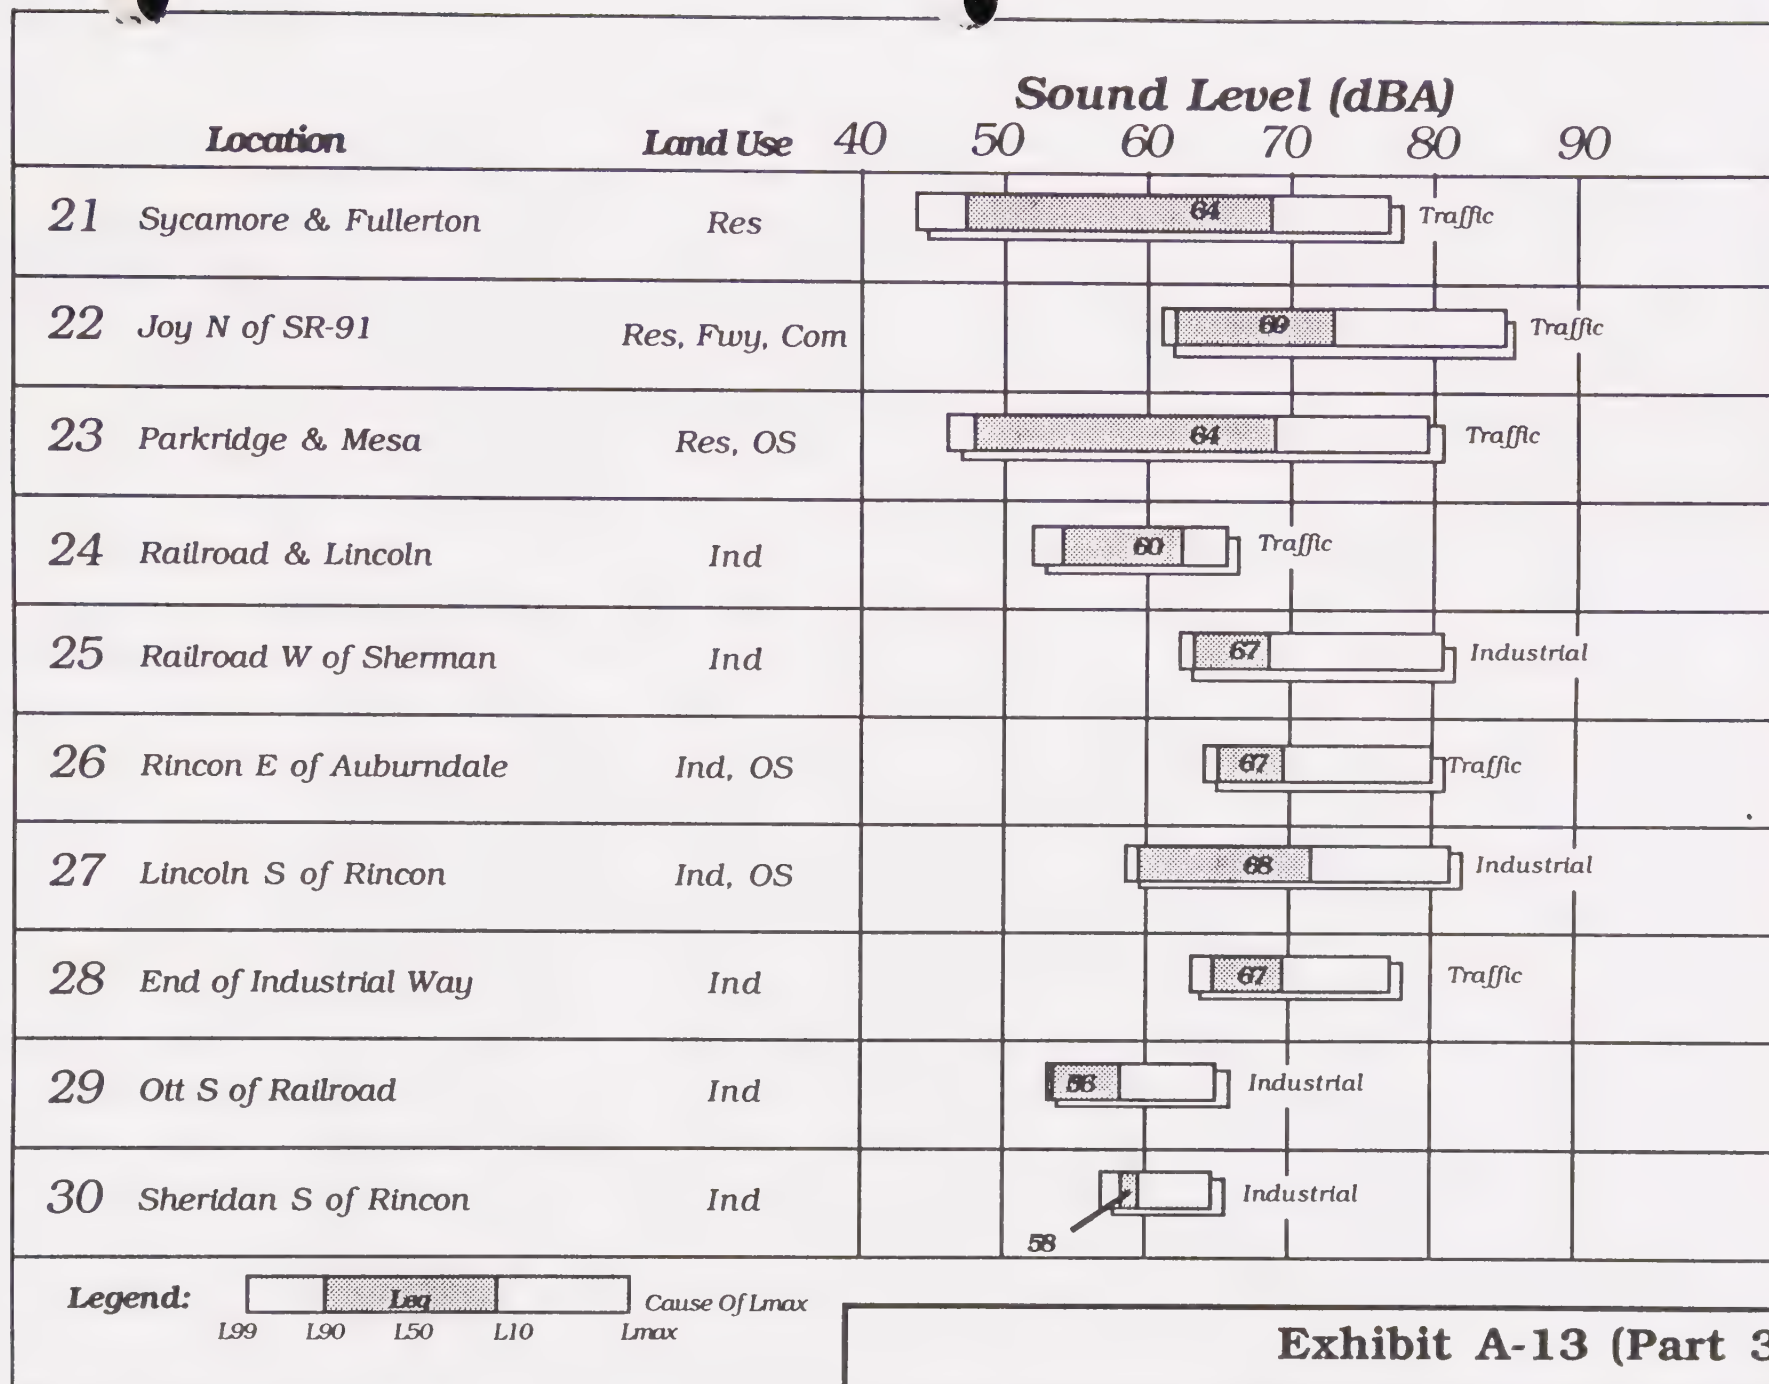 Sound Level (dBA)
Location Land Use 40 50 60 70 80 90
21 Sycamore & Fullerton Res 64 Traffic
22 Joy N of SR-91 Res, Fwy, Com 69 Traffic
23 Parkridge & Mesa Res, OS 64 Traffic
24 Railroad & Lincoln Ind 60 Traffic
25 Railroad W of Sherman Ind 67 Industrial
26 Rincon E of Auburndale Ind, OS 67 Traffic
27 Lincoln S of Rincon Ind, OS 68 Industrial
28 End of Industrial Way Ind 67 Traffic
29 Ott S of Railroad Ind 56 Industrial
30 Sheridan S of Rincon Ind Industrial
58
Legend: Leq Cause Of Lmax
L99 L90 L50 L10 Lmax
Exhibit A-13 (Part 3